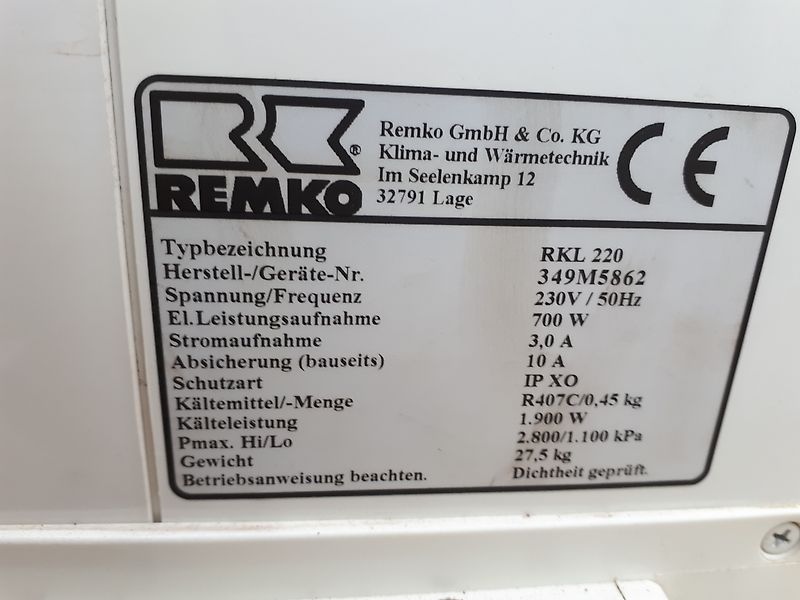 REMKO ®
Remko GmbH & Co. KG
Klima- und Wärmetechnik
Im Seelenkamp 12
32791 Lage
CE
Typbezeichnung RKL 220
Herstell-/Geräte-Nr. 349M5862
Spannung/Frequenz 230V / 50Hz
El.Leistungsaufnahme 700 W
Stromaufnahme 3,0 A
Absicherung (bauseits) 10 A
Schutzart IP XO
Kältemittel/-Menge R407C/0,45 kg
Kälteleistung 1.900 W
Pmax. Hi/Lo 2.800/1.100 kPa
Gewicht 27,5 kg
Betriebsanweisung beachten. Dichtheit geprüft.